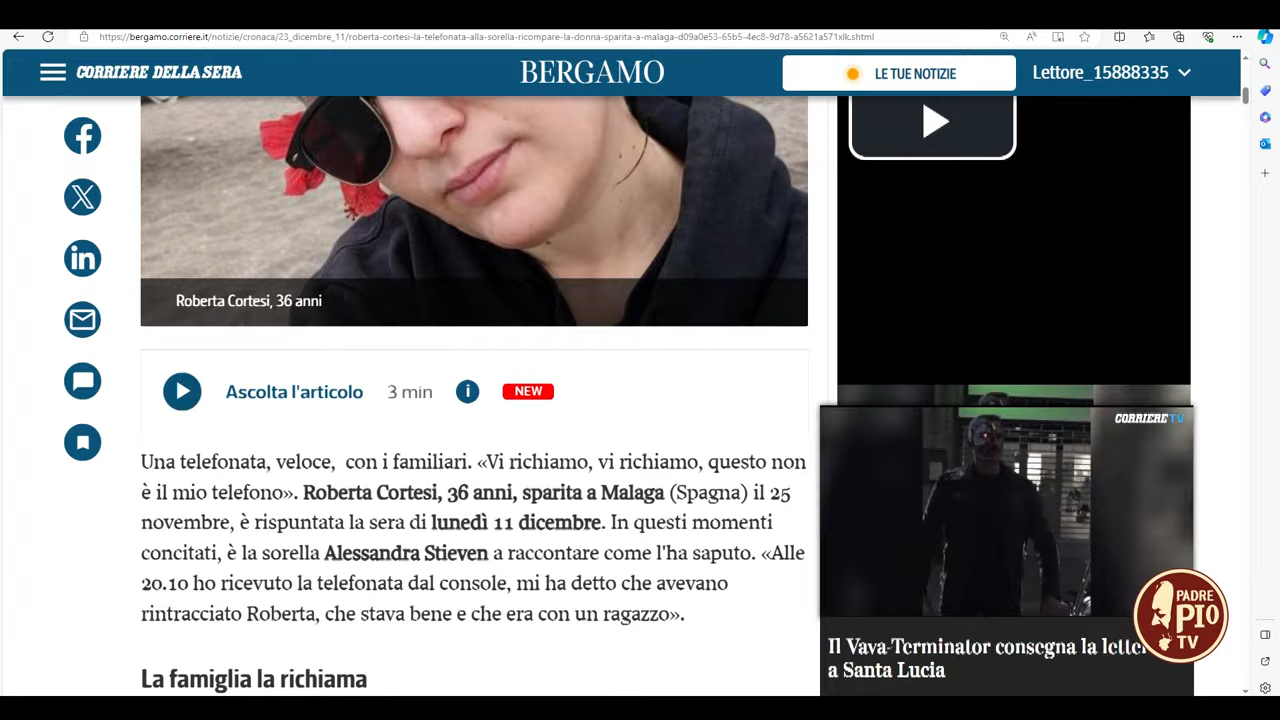 https://bergamo.corriere.it/notizie/cronaca/23_dicembre_11/roberta-cortesi-la-telefonata-alla-sorella-ricompare-la-donna-sparita-a-malaga-d09a0e53-65b5-4ec8-9d78-a5621a571xlk.shtml
CORRIERE DELLA SERA
BERGAMO
LE TUE NOTIZIE
Lettore_15888335
Roberta Cortesi, 36 anni
Ascolta l'articolo 3 min i NEW
Una telefonata, veloce, con i familiari. «Vi richiamo, vi richiamo, questo non
è il mio telefono». Roberta Cortesi, 36 anni, sparita a Malaga (Spagna) il 25
novembre, è rispuntata la sera di lunedì 11 dicembre. In questi momenti
concitati, è la sorella Alessandra Stieven a raccontare come l'ha saputo. «Alle
20.10 ho ricevuto la telefonata dal console, mi ha detto che avevano
rintracciato Roberta, che stava bene e che era con un ragazzo».
La famiglia la richiama
CORRIERE TV
Il Vava-Terminator consegna la
a Santa Lucia
PADRE
PIO
TV